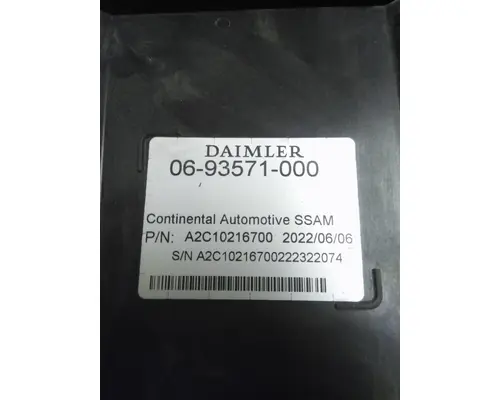 DAIMLER
06-93571-000
Continental Automotive SSAM
P/N: A2C10216700 2022/06/06
S/N A2C10216700222322074